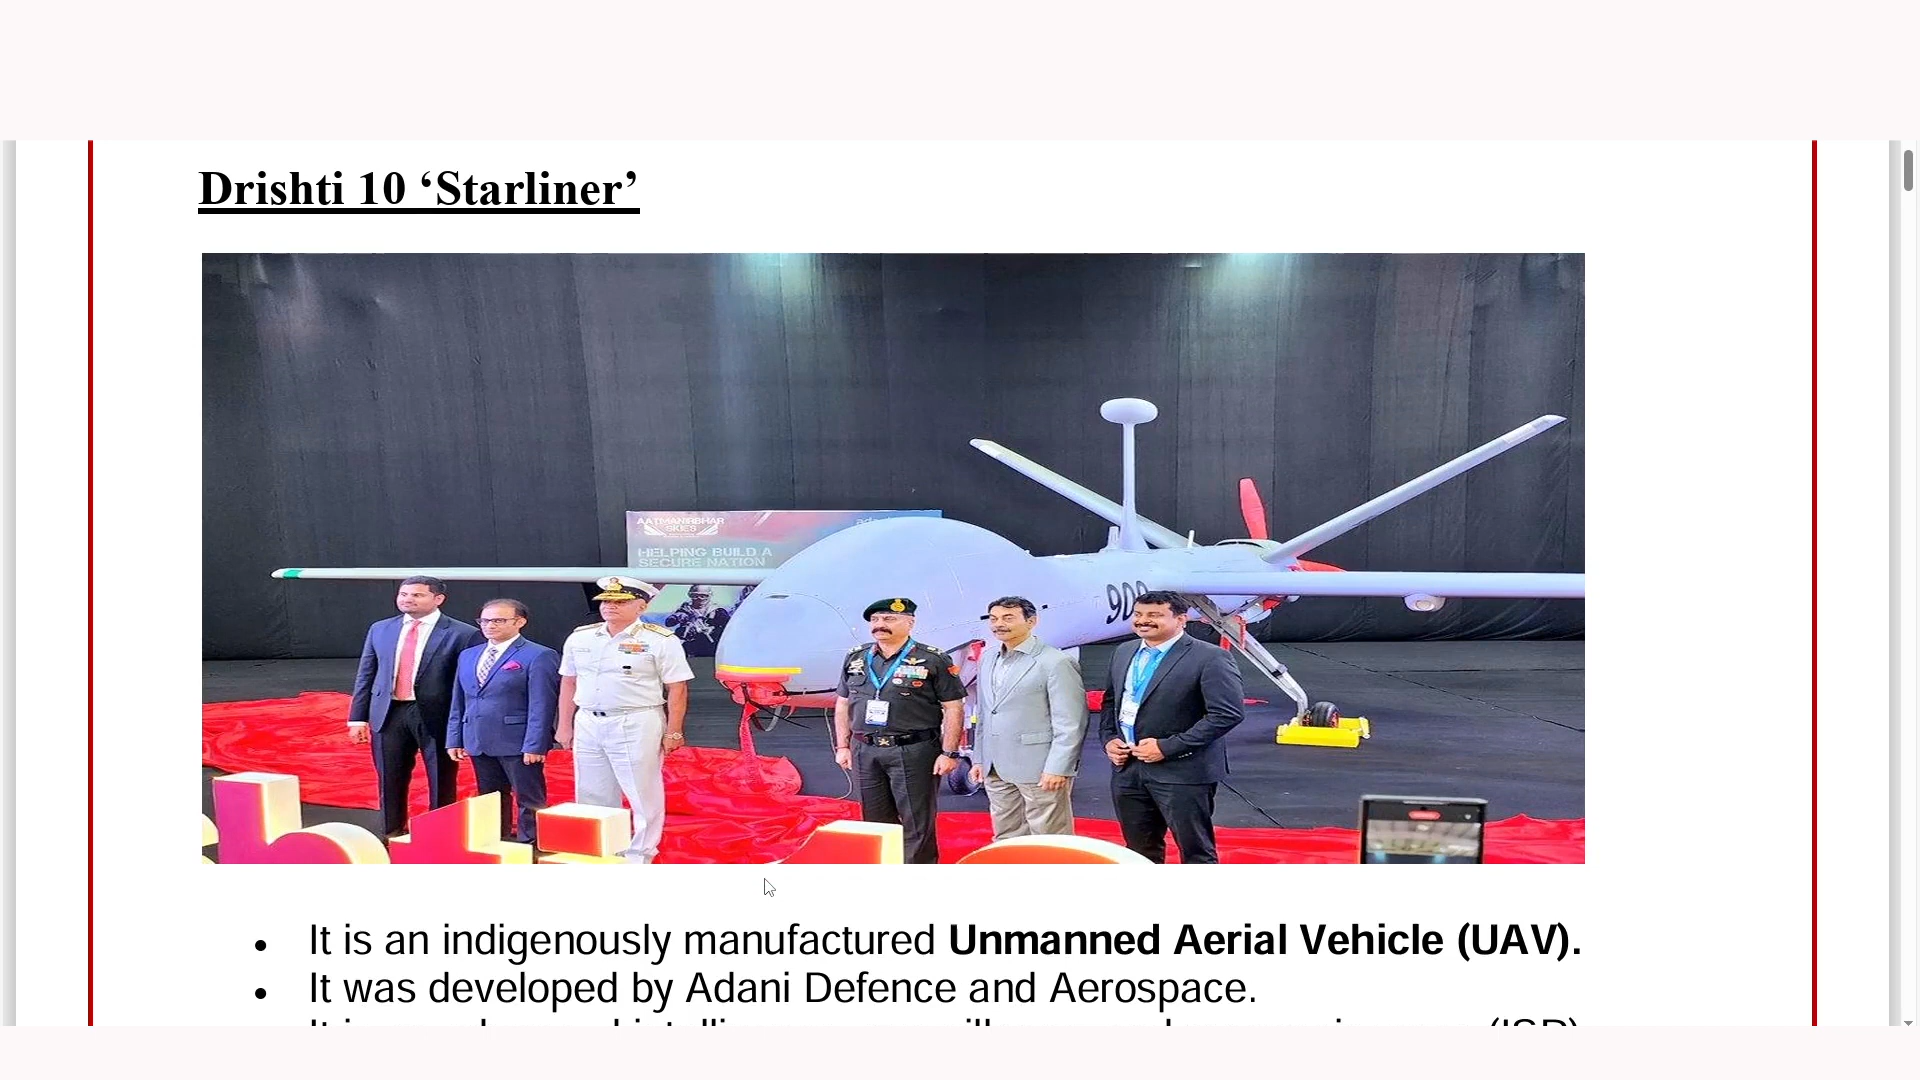 Drishti 10 ‘Starliner’
AATMANIRBHAR
SKIES
HELPING BUILD A
SECURE NATION
900
It is an indigenously manufactured Unmanned Aerial Vehicle (UAV).
It was developed by Adani Defence and Aerospace.